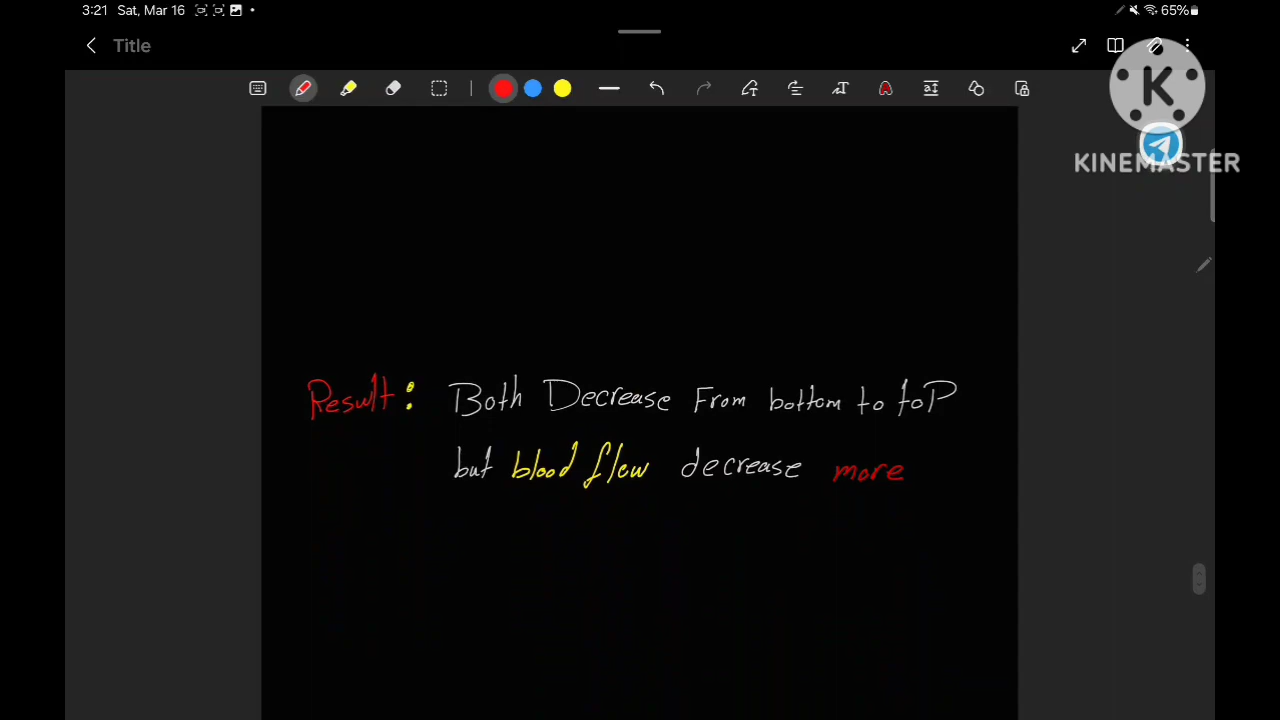 3:21 Sat, Mar 16
65%
Title
K
KINEMASTER
Result: Both Decrease From bottom to toP
but blood flow decrease more